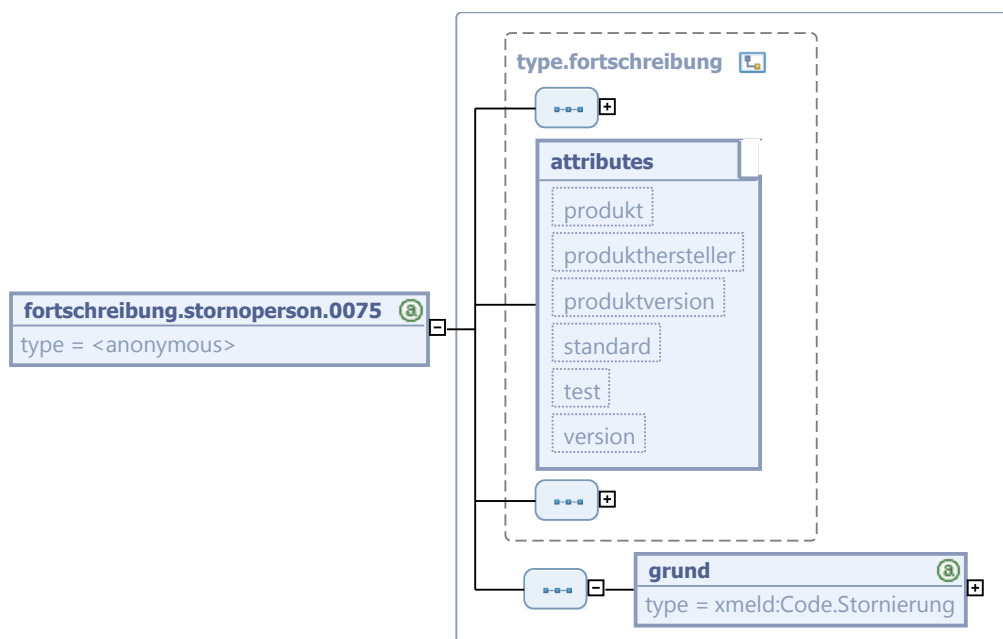 type.fortschreibung
attributes
produkt
produkthersteller
produktversion
standard
test
version
fortschreibung.stornoperson.0075 a
type = <anonymous>
grund a
type = xmeld:Code.Stornierung